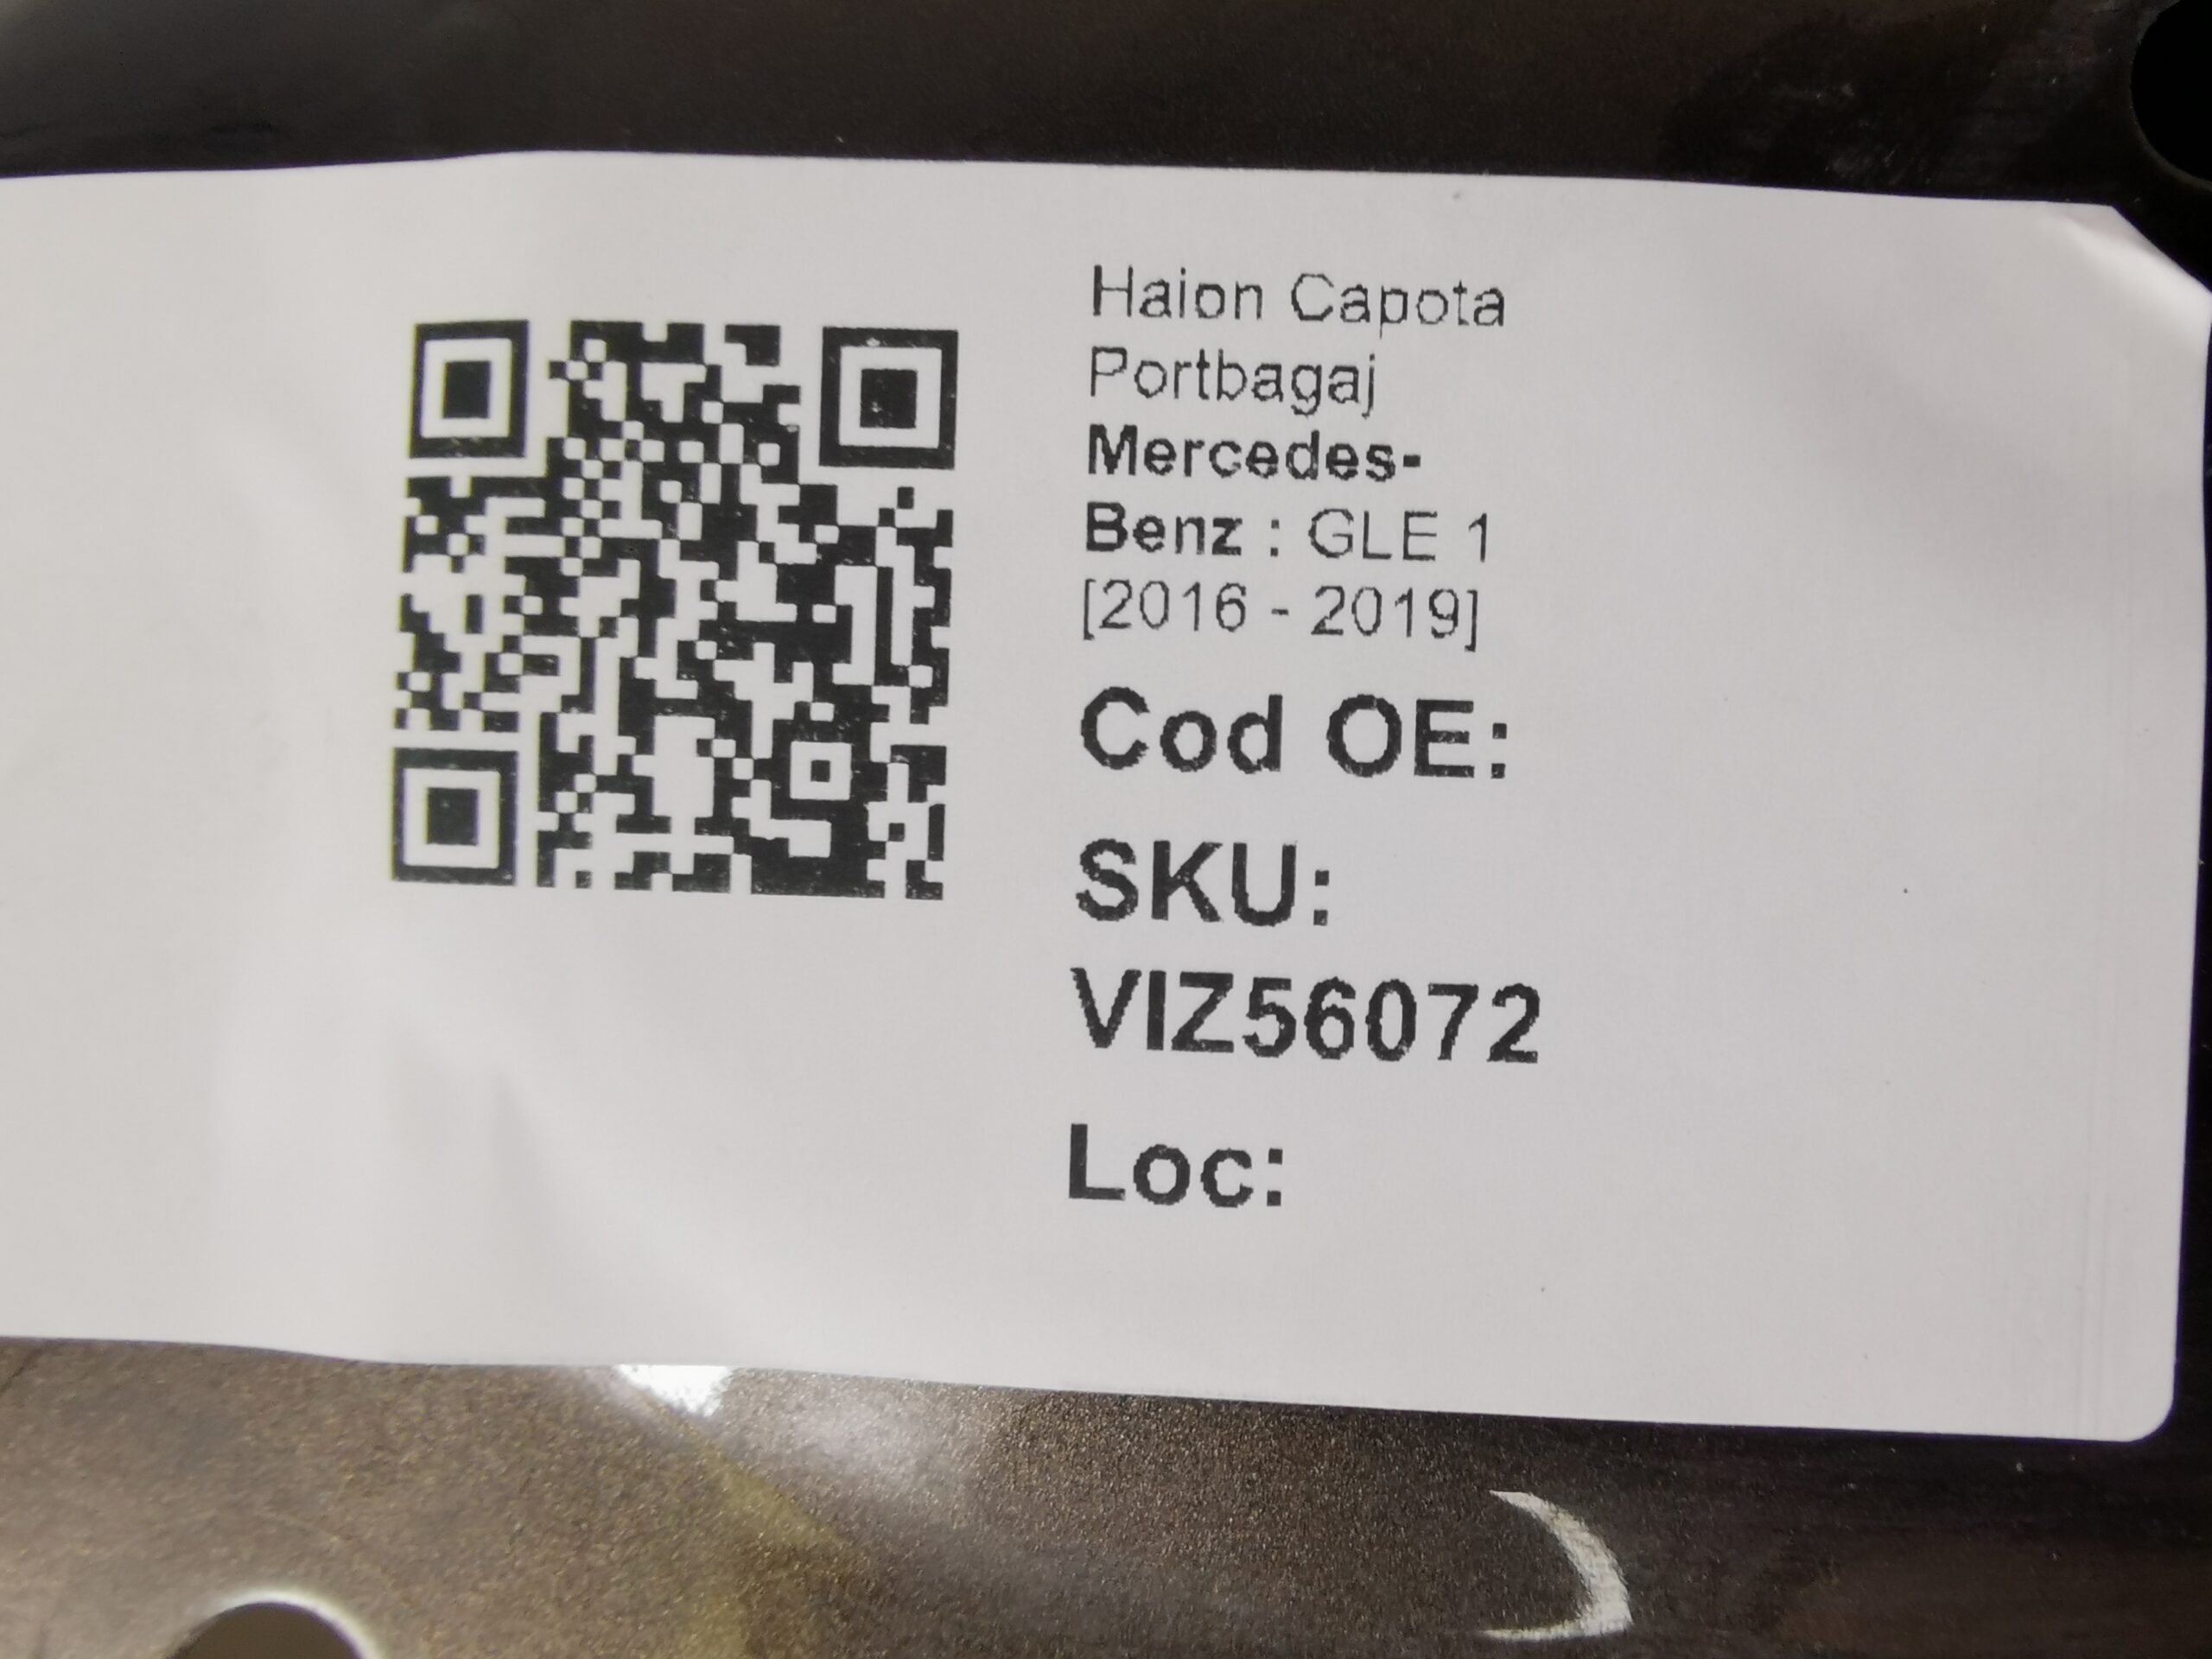 Haion Capota
Portbagaj
Mercedes-
Benz : GLE 1
[2016 - 2019]
Cod OE:
SKU:
VIZ56072
Loc: